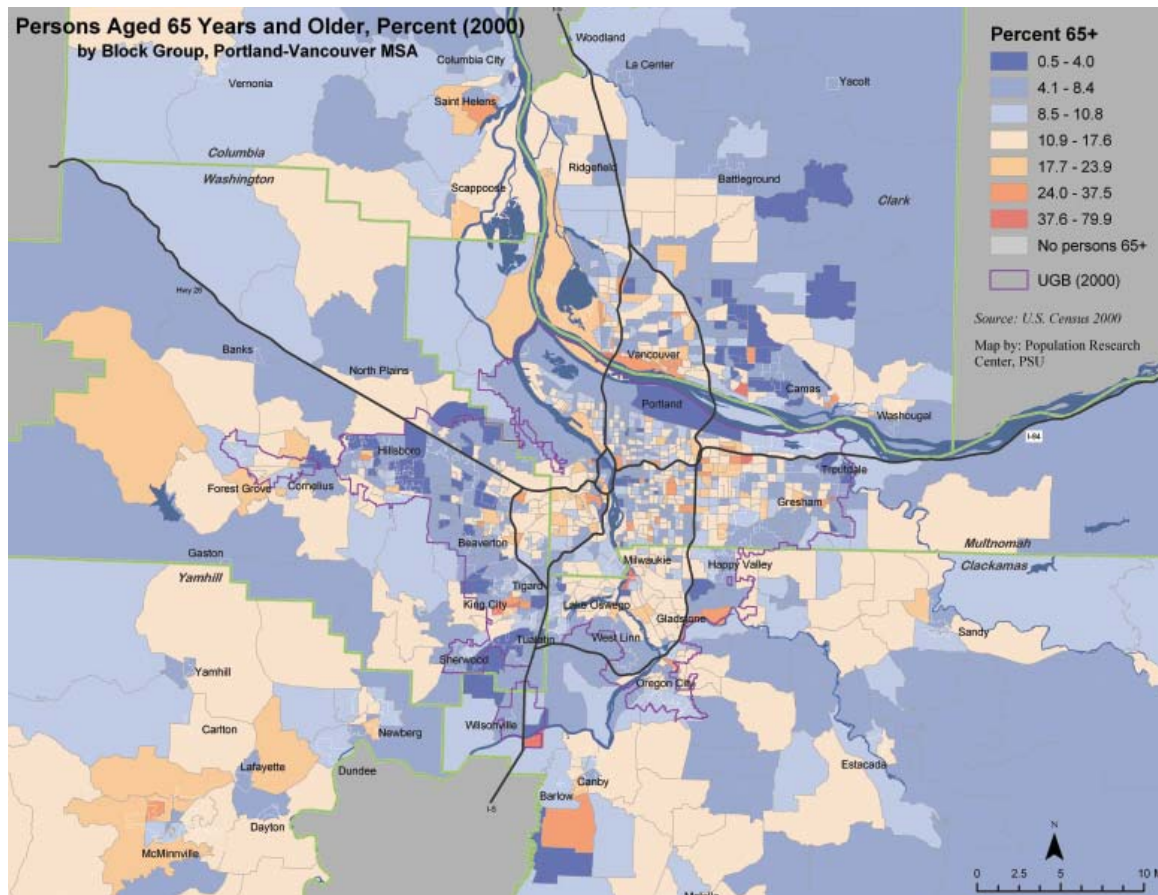 Persons Aged 65 Years and Older, Percent (2000)
by Block Group, Portland-Vancouver MSA
Percent 65+
0.5 - 4.0
4.1 - 8.4
8.5 - 10.8
10.9 - 17.6
17.7 - 23.9
24.0 - 37.5
37.6 - 79.9
No persons 65+
UGB (2000)
Source: U.S. Census 2000
Map by: Population Research
Center, PSU
I-5
Woodland
Columbia City
La Center
Vernonia
Yacolt
Saint Helens
Columbia
Washington
Ridgefield
Scappoose
Battleground
Clark
Hwy 26
Banks
Vancouver
North Plains
Camas
Portland
Washougal
I-84
Hillsboro
Troutdale
Forest Grove
Cornelius
Gresham
Beaverton
Multnomah
Gaston
Milwaukie
Happy Valley
Clackamas
Yamhill
Tigard
King City
Lake Oswego
Gladstone
Sandy
Tualatin
West Linn
Sherwood
Yamhill
Oregon City
Carlton
Newberg
Wilsonville
Lafayette
Dundee
Estacada
Canby
Barlow
I-5
Dayton
McMinnville
N
0 2.5 5 10 M